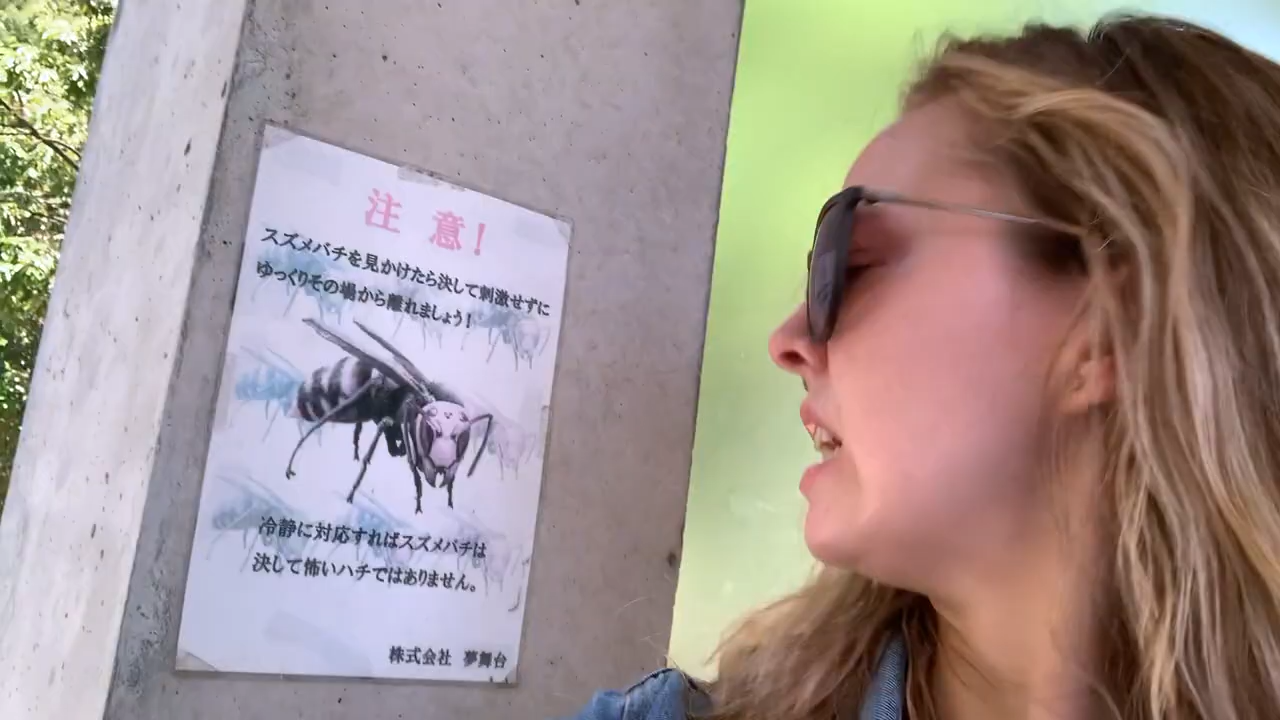 注意!
スズメバチを見かけたら決して刺激せずに
ゆっくりその場から離れましょう!
冷静に対応すればスズメバチは
決して怖いハチではありません。
株式会社 夢舞台